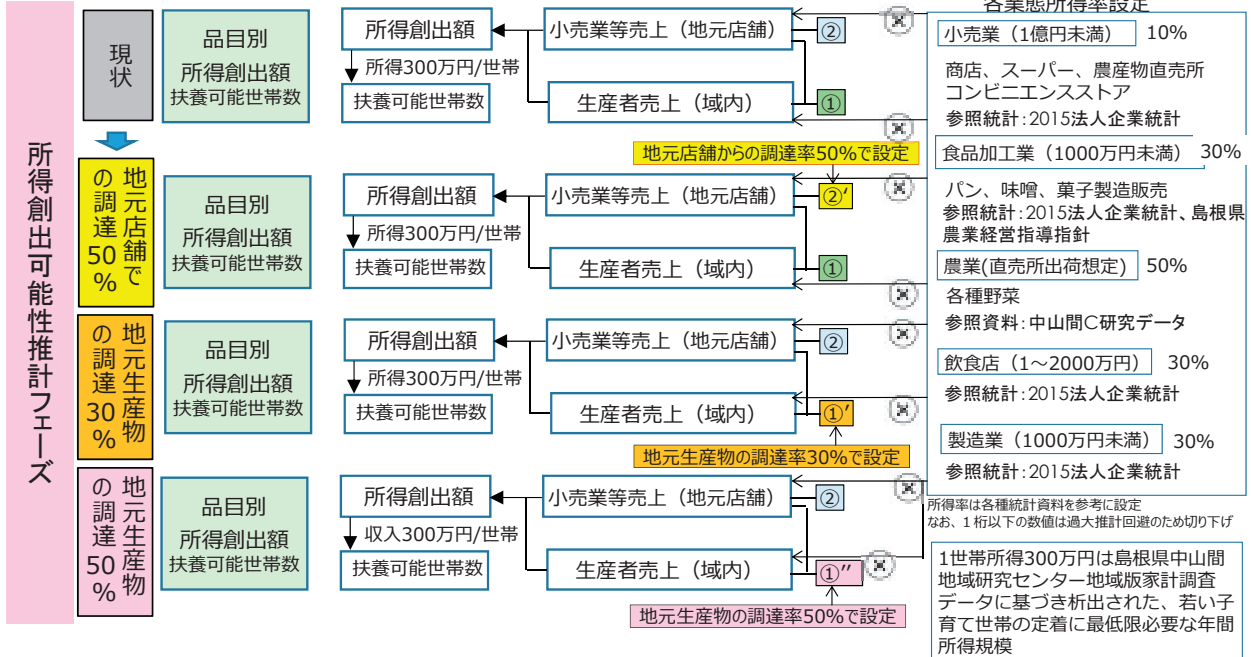 所得創出可能性推計フェーズ
現状
品目別
所得創出額
扶養可能世帯数
所得創出額
所得300万円/世帯
扶養可能世帯数
小売業等売上（地元店舗）
②
生産者売上（域内）
①
地元店舗で
の調達50%
品目別
所得創出額
扶養可能世帯数
所得創出額
所得300万円/世帯
扶養可能世帯数
地元店舗からの調達率50%で設定
小売業等売上（地元店舗）
②′
生産者売上（域内）
①
地元生産物
の調達30%
品目別
所得創出額
扶養可能世帯数
所得創出額
所得300万円/世帯
扶養可能世帯数
小売業等売上（地元店舗）
②
生産者売上（域内）
①′
地元生産物の調達率30%で設定
地元生産物
の調達50%
品目別
所得創出額
扶養可能世帯数
所得創出額
収入300万円/世帯
扶養可能世帯数
小売業等売上（地元店舗）
②
生産者売上（域内）
①′′
地元生産物の調達率50%で設定
各業態所得率設定
小売業（1億円未満） 10%
商店、スーパー、農産物直売所
コンビニエンスストア
参照統計：2015法人企業統計
食品加工業（1000万円未満） 30%
パン、味噌、菓子製造販売
参照統計：2015法人企業統計、島根県
農業経営指導指針
農業(直売所出荷想定) 50%
各種野菜
参照資料：中山間C研究データ
飲食店（1～2000万円） 30%
参照統計：2015法人企業統計
製造業（1000万円未満） 30%
参照統計：2015法人企業統計
所得率は各種統計資料を参考に設定
なお、1桁以下の数値は過大推計回避のため切り下げ
1世帯所得300万円は島根県中山間
地域研究センター地域版家計調査
データに基づき析出された、若い子
育て世帯の定着に最低限必要な年間
所得規模